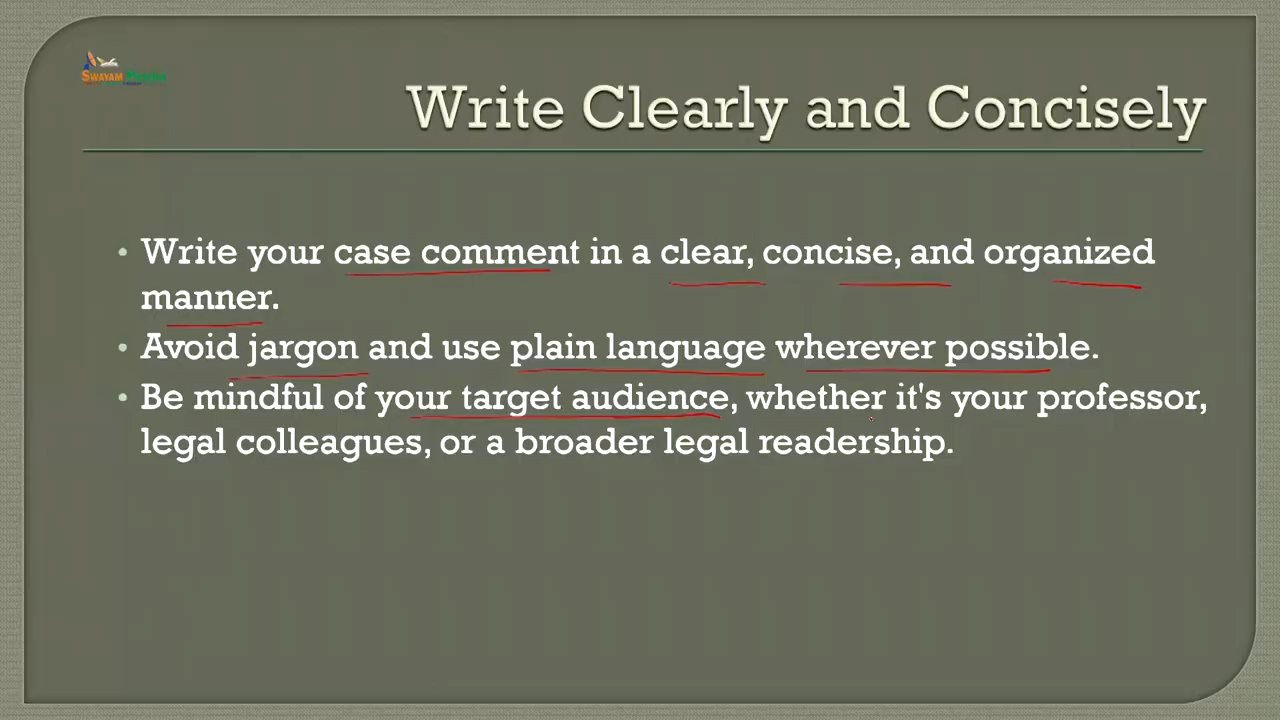 SWAYAM PRABHA
Write Clearly and Concisely
• Write your case comment in a clear, concise, and organized
manner.
• Avoid jargon and use plain language wherever possible.
• Be mindful of your target audience, whether it's your professor,
legal colleagues, or a broader legal readership.